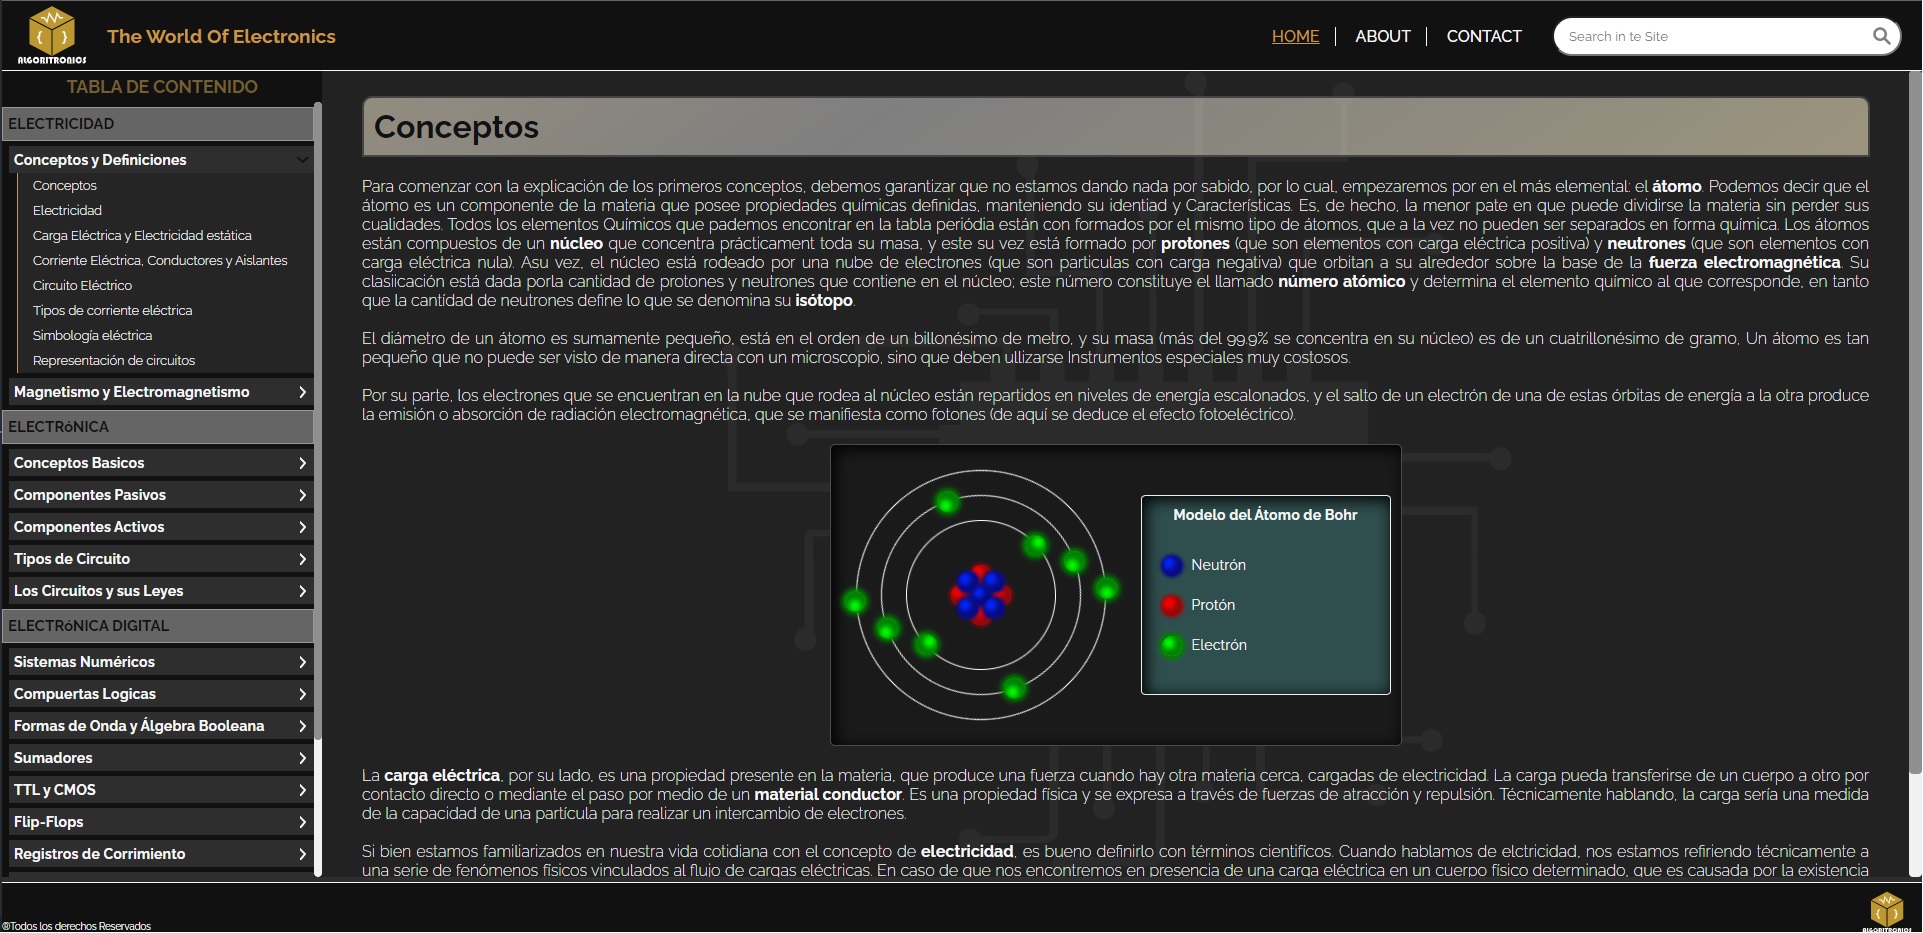 ALGORITRONICS
The World Of Electronics
HOME
ABOUT
CONTACT
Search in te Site
TABLA DE CONTENIDO
ELECTRICIDAD
Conceptos y Definiciones
Conceptos
Electricidad
Carga Eléctrica y Electricidad estática
Corriente Eléctrica, Conductores y Aislantes
Circuito Eléctrico
Tipos de corriente eléctrica
Simbología eléctrica
Representación de circuitos
Magnetismo y Electromagnetismo
ELECTRóNICA
Conceptos Basicos
Componentes Pasivos
Componentes Activos
Tipos de Circuito
Los Circuitos y sus Leyes
ELECTRóNICA DIGITAL
Sistemas Numéricos
Compuertas Logicas
Formas de Onda y Álgebra Booleana
Sumadores
TTL y CMOS
Flip-Flops
Registros de Corrimiento
Conceptos
Para comenzar con la explicación de los primeros conceptos, debemos garantizar que no estamos dando nada por sabido, por lo cual, empezaremos por en el más elemental: el átomo. Podemos decir que el
átomo es un componente de la materia que posee propiedades químicas definidas, manteniendo su identiad y Características. Es, de hecho, la menor pate en que puede dividirse la materia sin perder sus
cualidades. Todos los elementos Químicos que pademos encontrar en la tabla periódia están con formados por el mismo tipo de átomos, que a la vez no pueden ser separados en forma química. Los átomos
están compuestos de un núcleo que concentra prácticament toda su masa, y este su vez está formado por protones (que son elementos con carga eléctrica positiva) y neutrones (que son elementos con
carga eléctrica nula). Asu vez, el núcleo está rodeado por una nube de electrones (que son particulas con carga negativa) que orbitan a su alrededor sobre la base de la fuerza electromagnética. Su
clasiicación está dada porla cantidad de protones y neutrones que contiene en el núcleo; este número constituye el llamado número atómico y determina el elemento químico al que corresponde, en tanto
que la cantidad de neutrones define lo que se denomina su isótopo.
El diámetro de un átomo es sumamente pequeño, está en el orden de un billonésimo de metro, y su masa (más del 99.9% se concentra en su núcleo) es de un cuatrillonésimo de gramo, Un átomo es tan
pequeño que no puede ser visto de manera directa con un microscopio, sino que deben ullizarse Instrumentos especiales muy costosos.
Por su parte, los electrones que se encuentran en la nube que rodea al núcleo están repartidos en niveles de energía escalonados, y el salto de un electrón de una de estas órbitas de energía a la otra produce
la emisión o absorción de radiación electromagnética, que se manifiesta como fotones (de aquí se deduce el efecto fotoeléctrico).
Modelo del Átomo de Bohr
Neutrón
Protón
Electrón
La carga eléctrica, por su lado, es una propiedad presente en la materia, que produce una fuerza cuando hay otra materia cerca, cargadas de electricidad. La carga pueda transferirse de un cuerpo a otro por
contacto directo o mediante el paso por medio de un material conductor. Es una propiedad física y se expresa a través de fuerzas de atracción y repulsión. Técnicamente hablando, la carga sería una medida
de la capacidad de una partícula para realizar un intercambio de electrones.
Si bien estamos familiarizados en nuestra vida cotidiana con el concepto de electricidad, es bueno definirlo con términos cientifícos. Cuando hablamos de elctricidad, nos estamos refiriendo técnicamente a
una serie de fenómenos físicos vinculados al flujo de cargas eléctricas. En caso de que nos encontremos en presencia de una carga eléctrica en un cuerpo físico determinado, que es causada por la existencia
®Todos los derechos Reservados
ALGORITRONICS